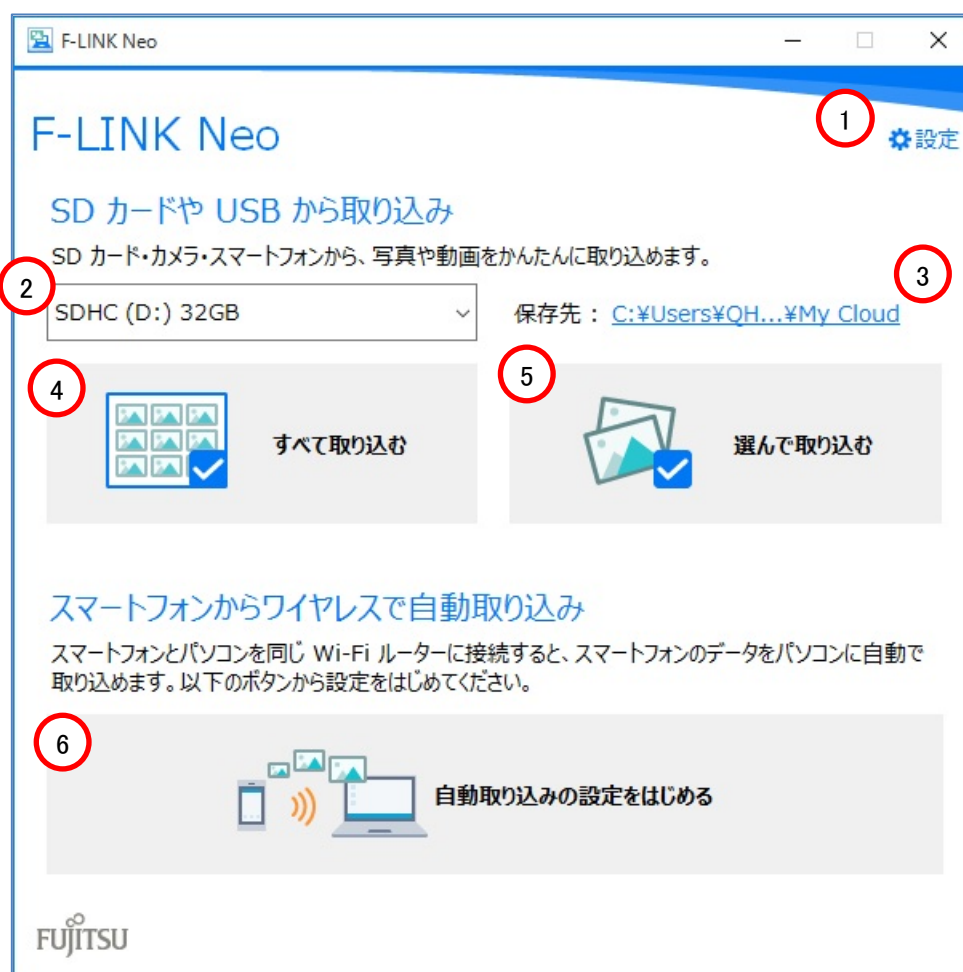 F-LINK Neo
F-LINK Neo
1
設定
SD カードや USB から取り込み
SD カード・カメラ・スマートフォンから、写真や動画をかんたんに取り込めます。
2
3
SDHC (D:) 32GB
保存先 : C:¥Users¥QH...¥My Cloud
4
すべて取り込む
5
選んで取り込む
スマートフォンからワイヤレスで自動取り込み
スマートフォンとパソコンを同じ Wi-Fi ルーターに接続すると、スマートフォンのデータをパソコンに自動で
取り込めます。以下のボタンから設定をはじめてください。
6
自動取り込みの設定をはじめる
FUJITSU